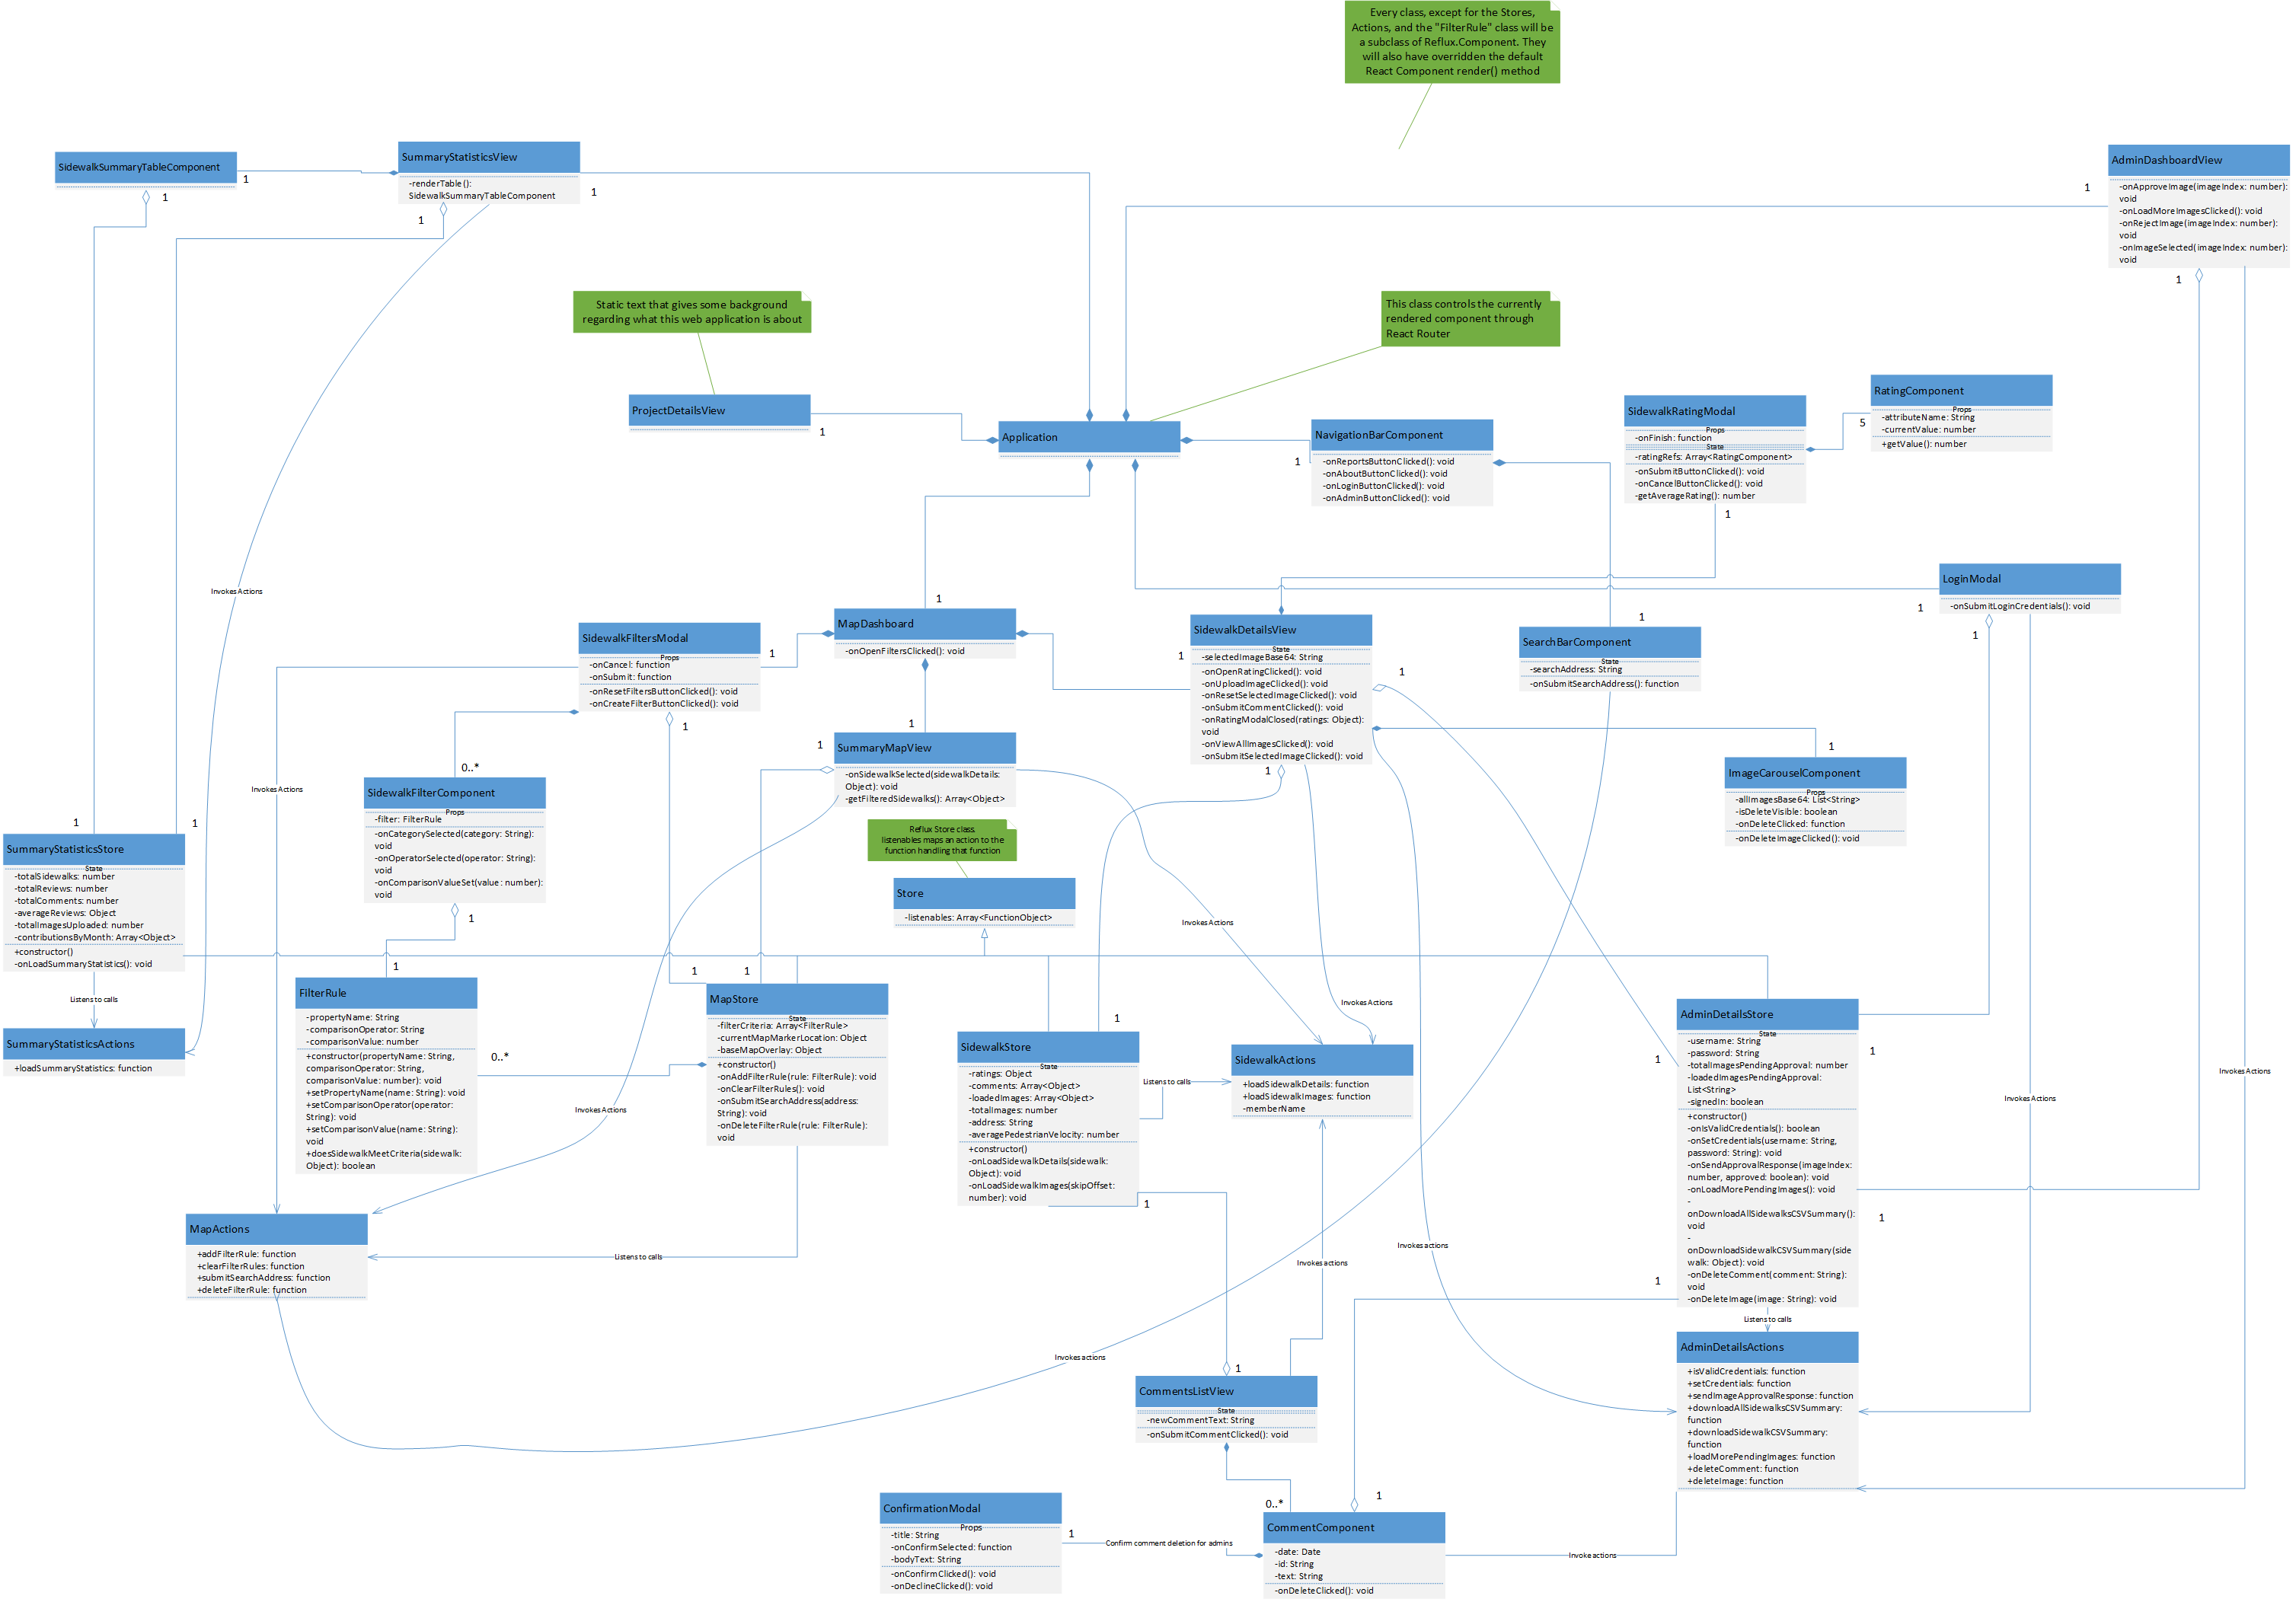 Every class, except for the Stores,
Actions, and the "FilterRule" class will be
a subclass of Reflux.Component. They
will also have overridden the default
React Component render() method
SidewalkSummaryTableComponent
1
1
SummaryStatisticsView
-renderTable():
SidewalkSummaryTableComponent
1
1
AdminDashboardView
-onApproveImage(imageIndex: number):
void
-onLoadMoreImagesClicked(): void
-onRejectImage(imageIndex: number):
void
-onImageSelected(imageIndex: number):
void
1
1
Static text that gives some background
regarding what this web application is about
This class controls the currently
rendered component through
React Router
ProjectDetailsView
1
Application
NavigationBarComponent
-onReportsButtonClicked(): void
-onAboutButtonClicked(): void
-onLoginButtonClicked(): void
-onAdminButtonClicked(): void
1
SidewalkRatingModal
Props
-onFinish: function
State
-ratingRefs: Array<RatingComponent>
-onSubmitButtonClicked(): void
-onCancelButtonClicked(): void
-getAverageRating(): number
1
RatingComponent
Props
-attributeName: String
-currentValue: number
+getValue(): number
5
Invokes Actions
LoginModal
-onSubmitLoginCredentials(): void
1
1
1
MapDashboard
-onOpenFiltersClicked(): void
SidewalkFiltersModal
Props
-onCancel: function
-onSubmit: function
-onResetFiltersButtonClicked(): void
-onCreateFilterButtonClicked(): void
1
1
SidewalkDetailsView
State
-selectedImageBase64: String
-onOpenRatingClicked(): void
-onUploadImageClicked(): void
-onResetSelectedImageClicked(): void
-onSubmitCommentClicked(): void
-onRatingModalClosed(ratings: Object):
void
-onViewAllImagesClicked(): void
-onSubmitSelectedImageClicked(): void
1
1
1
1
SearchBarComponent
State
-searchAddress: String
-onSubmitSearchAddress(): function
1
1
SummaryMapView
-onSidewalkSelected(sidewalkDetails:
Object): void
-getFilteredSidewalks(): Array<Object>
1
ImageCarouselComponent
Props
-allImagesBase64: List<String>
-isDeleteVisible: boolean
-onDeleteClicked: function
-onDeleteImageClicked(): void
Invokes Actions
0..*
SidewalkFilterComponent
Props
-filter: FilterRule
-onCategorySelected(category: String):
void
-onOperatorSelected(operator: String):
void
-onComparisonValueSet(value: number):
void
1
Reflux Store class.
listenables maps an action to the
function handling that function
Store
-listenables: Array<FunctionObject>
Invokes Actions
1
1
SummaryStatisticsStore
State
-totalSidewalks: number
-totalReviews: number
-totalComments: number
-averageReviews: Object
-totalImagesUploaded: number
-contributionsByMonth: Array<Object>
+constructor()
-onLoadSummaryStatistics(): void
Listens to calls
SummaryStatisticsActions
+loadSummaryStatistics: function
1
FIlterRule
-propertyName: String
-comparisonOperator: String
-comparisonValue: number
+constructor(propertyName: String,
comparisonOperator: String,
comparisonValue: number): void
+setPropertyName(name: String): void
+setComparisonOperator(operator:
String): void
+setComparisonValue(name: String):
void
+doesSidewalkMeetCriteria(sidewalk:
Object): boolean
0..*
1
1
MapStore
State
-filterCriteria: Array<FilterRule>
-currentMapMarkerLocation: Object
-baseMapOverlay: Object
+constructor()
-onAddFilterRule(rule: FilterRule): void
-onClearFilterRules(): void
-onSubmitSearchAddress(address:
String): void
-onDeleteFilterRule(rule: FilterRule):
void
Invokes Actions
1
SidewalkStore
State
-ratings: Object
-comments: Array<Object>
-loadedImages: Array<Object>
-totalImages: number
-address: String
-averagePedestrianVelocity: number
+constructor()
-onLoadSidewalkDetails(sidewalk:
Object): void
-onLoadSidewalkImages(skipOffset:
number): void
1
Listens to calls
Invokes Actions
SidewalkActions
+loadSidewalkDetails: function
+loadSidewalkImages: function
-memberName
1
1
1
1
AdminDetailsStore
State
-username: String
-password: String
-totalImagesPendingApproval: number
-loadedImagesPendingApproval:
List<String>
-signedIn: boolean
+constructor()
-onIsValidCredentials(): boolean
-onSetCredentials(username: String,
password: String): void
-onSendApprovalResponse(imageIndex:
number, approved: boolean): void
-onLoadMorePendingImages(): void
-
onDownloadAllSidewalksCSVSummary():
void
-
onDownloadSidewalkCSVSummary(side
walk: Object): void
-onDeleteComment(comment: String):
void
-onDeleteImage(image: String): void
Invokes Actions
Invokes Actions
MapActions
+addFilterRule: function
+clearFilterRules: function
+submitSearchAddress: function
+deleteFilterRule: function
Listens to calls
Invokes actions
Invokes actions
Invokes actions
Listens to calls
AdminDetailsActions
+isValidCredentials: function
+setCredentials: function
+sendImageApprovalResponse: function
+downloadAllSidewalksCSVSummary:
function
+downloadSidewalkCSVSummary:
function
+loadMorePendingImages: function
+deleteComment: function
+deleteImage: function
1
CommentsListView
State
-newCommentText: String
-onSubmitCommentClicked(): void
0..*
1
ConfirmationModal
Props
-title: String
-onConfirmSelected: function
-bodyText: String
-onConfirmClicked(): void
-onDeclineClicked(): void
1
Confirm comment deletion for admins
CommentComponent
-date: Date
-id: String
-text: String
-onDeleteClicked(): void
Invoke actions